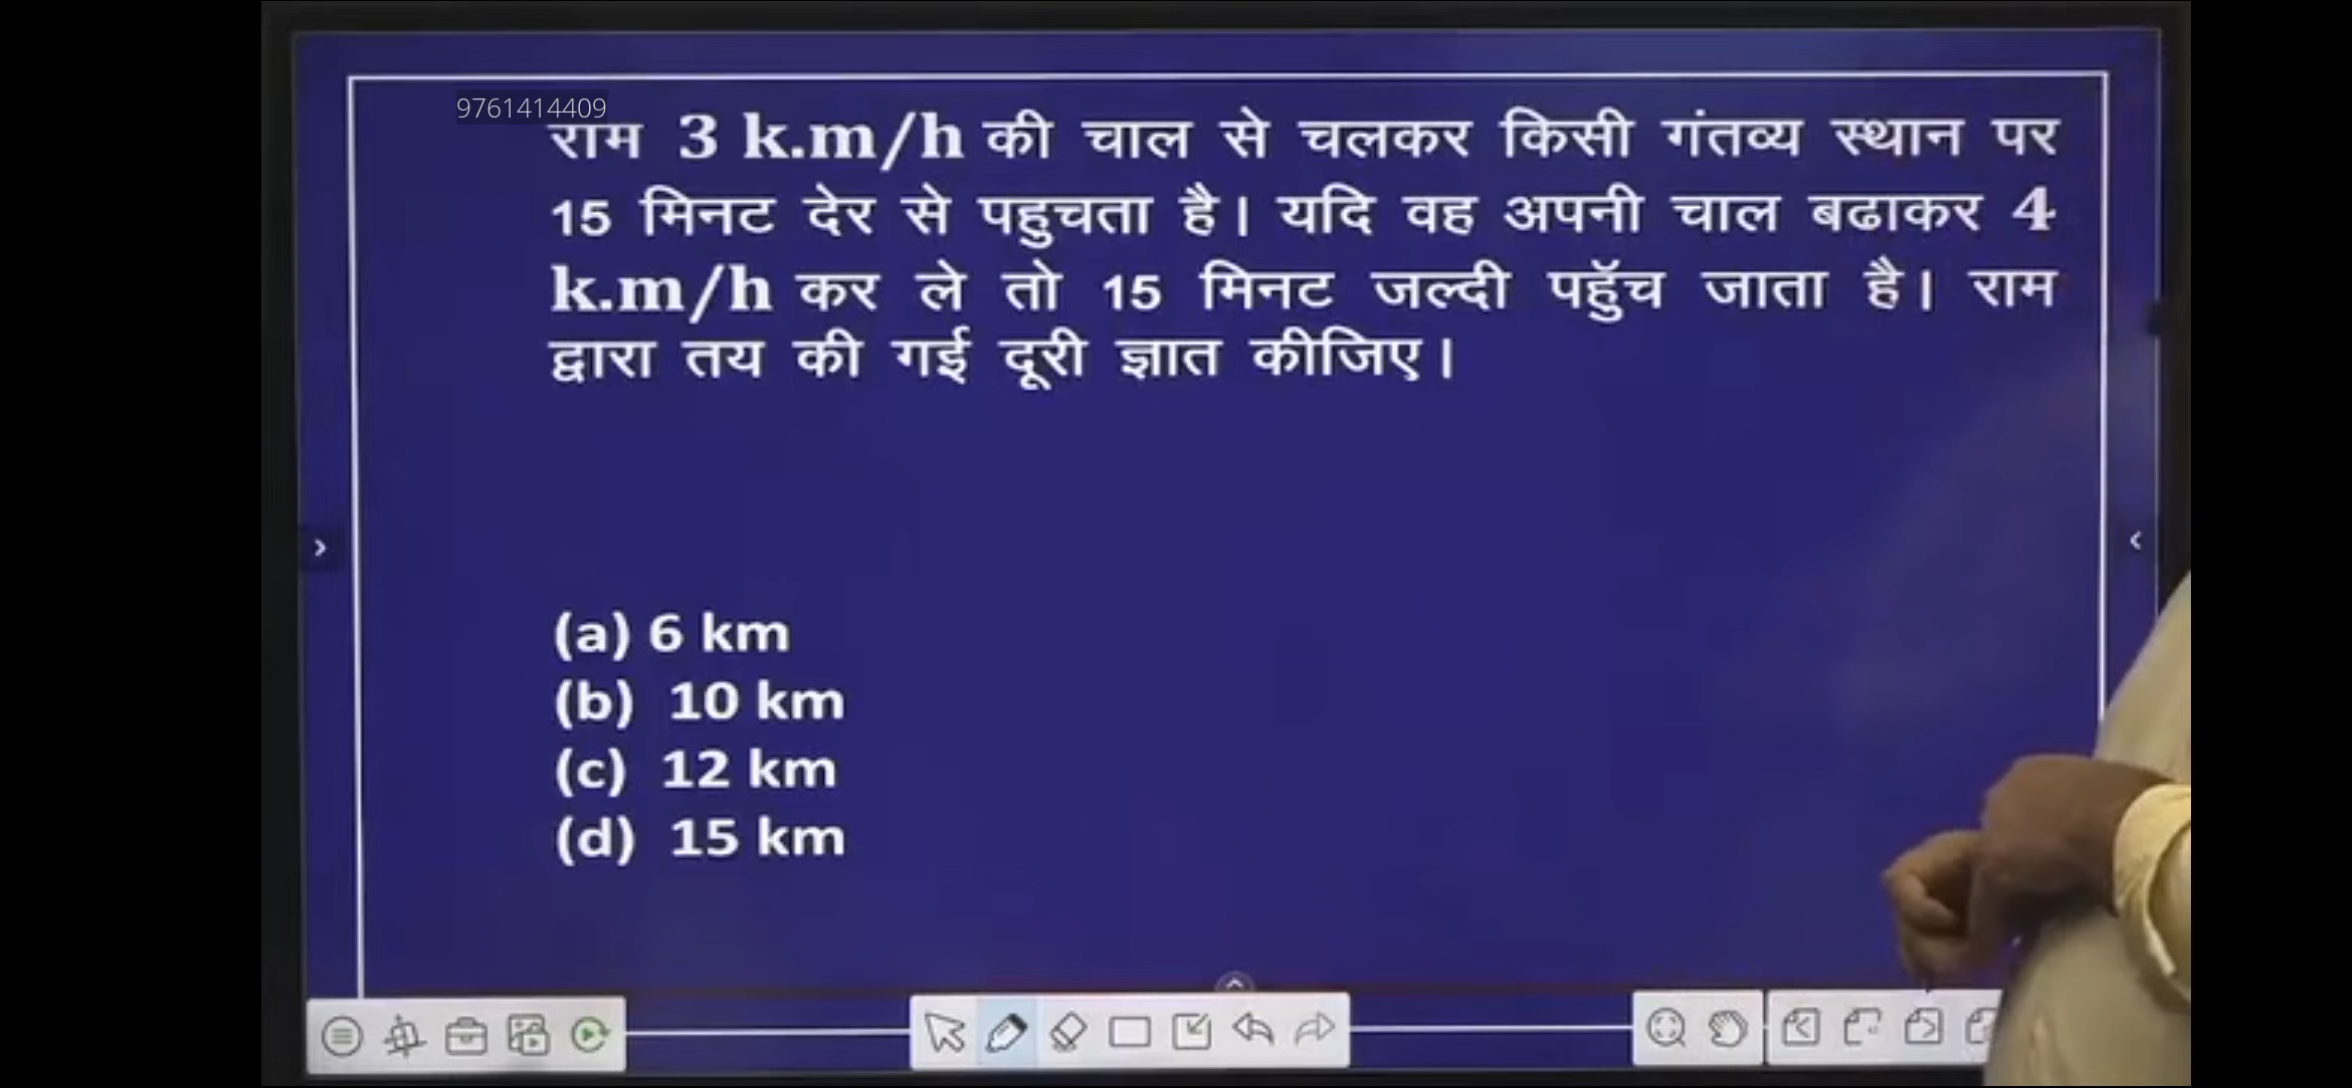 9761414409
राम 3 k.m/h की चाल से चलकर किसी गंतव्य स्थान पर
15 मिनट देर से पहुचता है। यदि वह अपनी चाल बढाकर 4
k.m/h कर ले तो 15 मिनट जल्दी पहुॅच जाता है। राम
द्वारा तय की गई दूरी ज्ञात कीजिए।
(a) 6 km
(b) 10 km
(c) 12 km
(d) 15 km